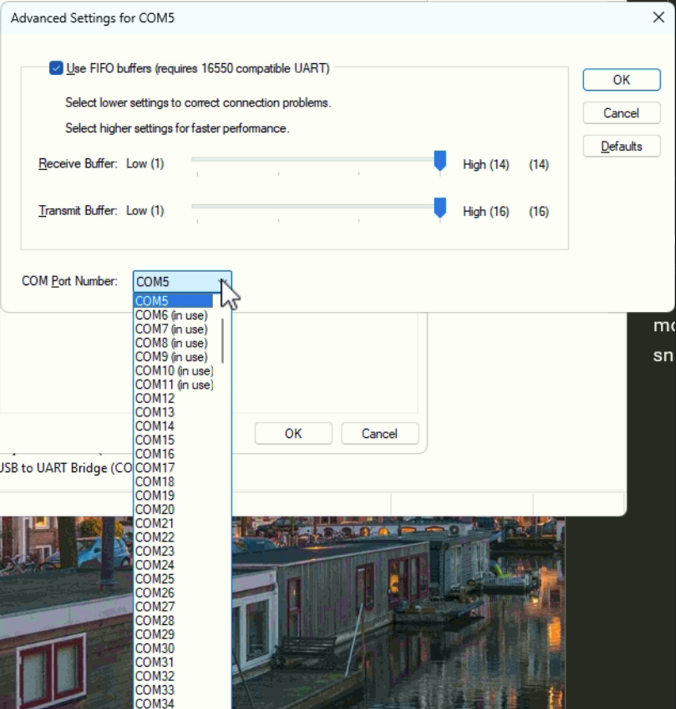 Advanced Settings for COM5
Use FIFO buffers (requires 16550 compatible UART)
OK
Select lower settings to correct connection problems.
Cancel
Select higher settings for faster performance.
Defaults
Receive Buffer: Low (1) High (14) (14)
Transmit Buffer: Low (1) High (16) (16)
COM Port Number: COM5
COM5
COM6 (in use)
COM7 (in use)
COM8 (in use)
COM9 (in use)
COM10 (in use)
COM11 (in use)
COM12
COM13
COM14
COM15
COM16
COM17
COM18
COM19
COM20
COM21
COM22
COM23
COM24
COM25
COM26
COM27
COM28
COM29
COM30
COM31
COM32
COM33
COM34
mo
sn
OK Cancel
USB to UART Bridge (CO